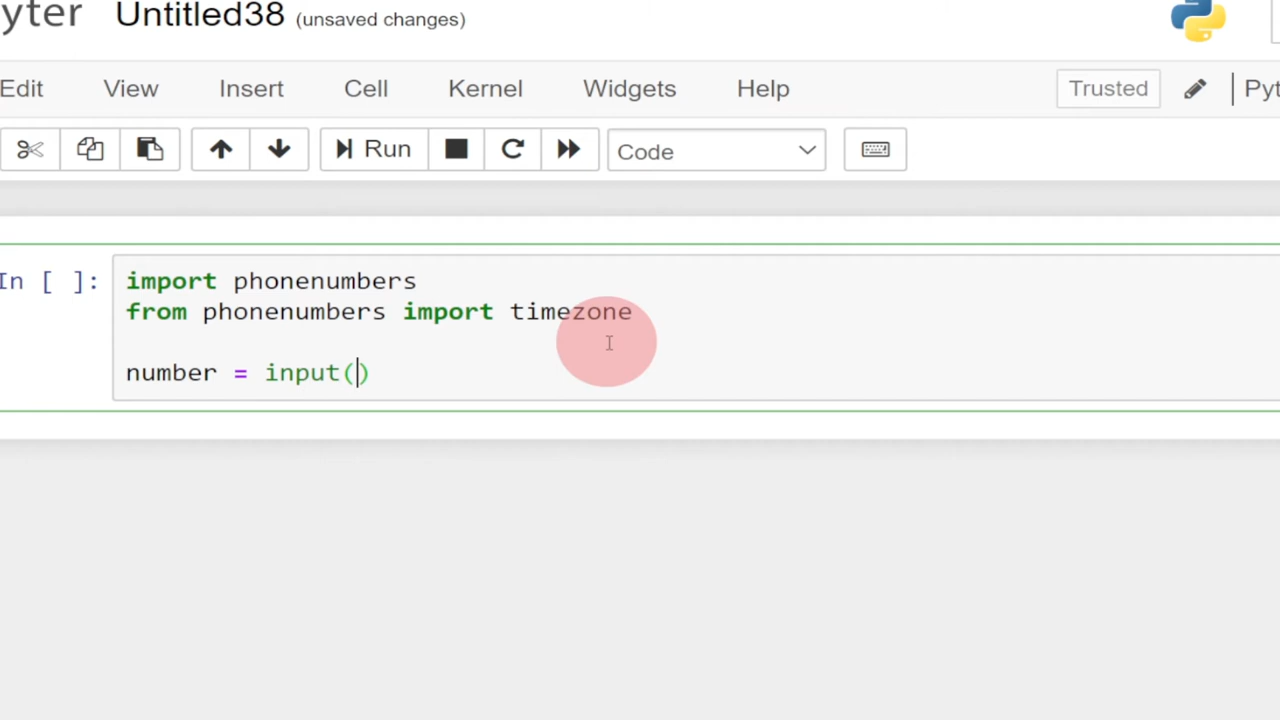 yter Untitled38 (unsaved changes)
Edit View Insert Cell Kernel Widgets Help Trusted Pyt
Run Code
In [ ]: import phonenumbers
from phonenumbers import timezone
number = input()